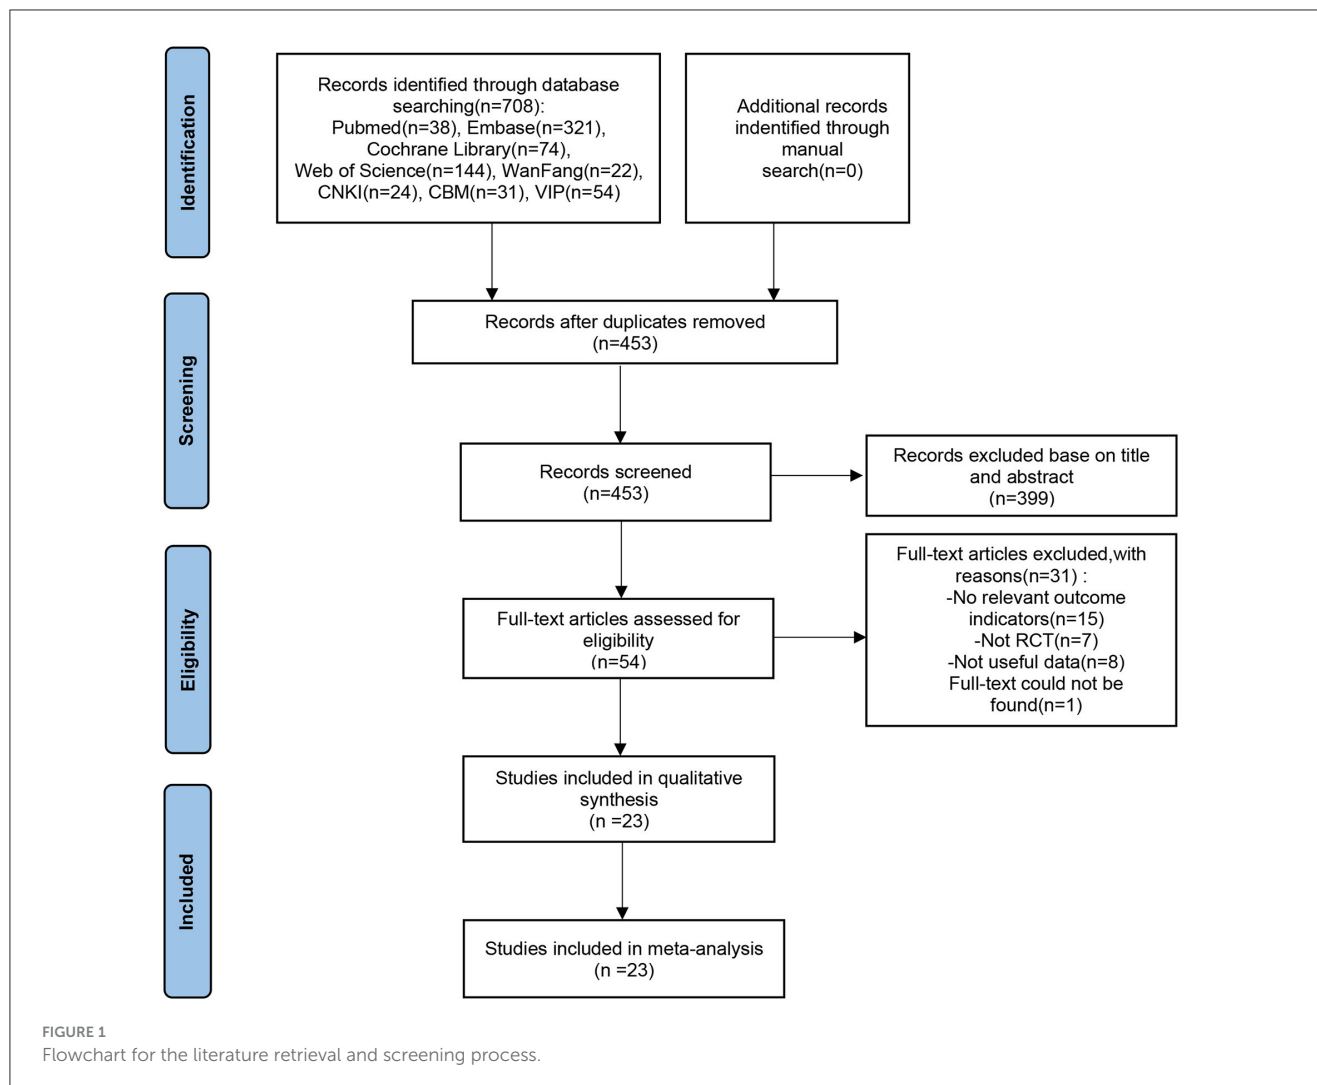 Identification
Records identified through database
searching(n=708):
Pubmed(n=38), Embase(n=321),
Cochrane Library(n=74),
Web of Science(n=144), WanFang(n=22),
CNKI(n=24), CBM(n=31), VIP(n=54)
Additional records
indentified through
manual
search(n=0)
Screening
Records after duplicates removed
(n=453)
Records screened
(n=453)
Records excluded base on title
and abstract
(n=399)
Eligibility
Full-text articles assessed for
eligibility
(n=54)
Full-text articles excluded,with
reasons(n=31) :
-No relevant outcome
indicators(n=15)
-Not RCT(n=7)
-Not useful data(n=8)
Full-text could not be
found(n=1)
Included
Studies included in qualitative
synthesis
(n =23)
Studies included in meta-analysis
(n =23)
FIGURE 1
Flowchart for the literature retrieval and screening process.